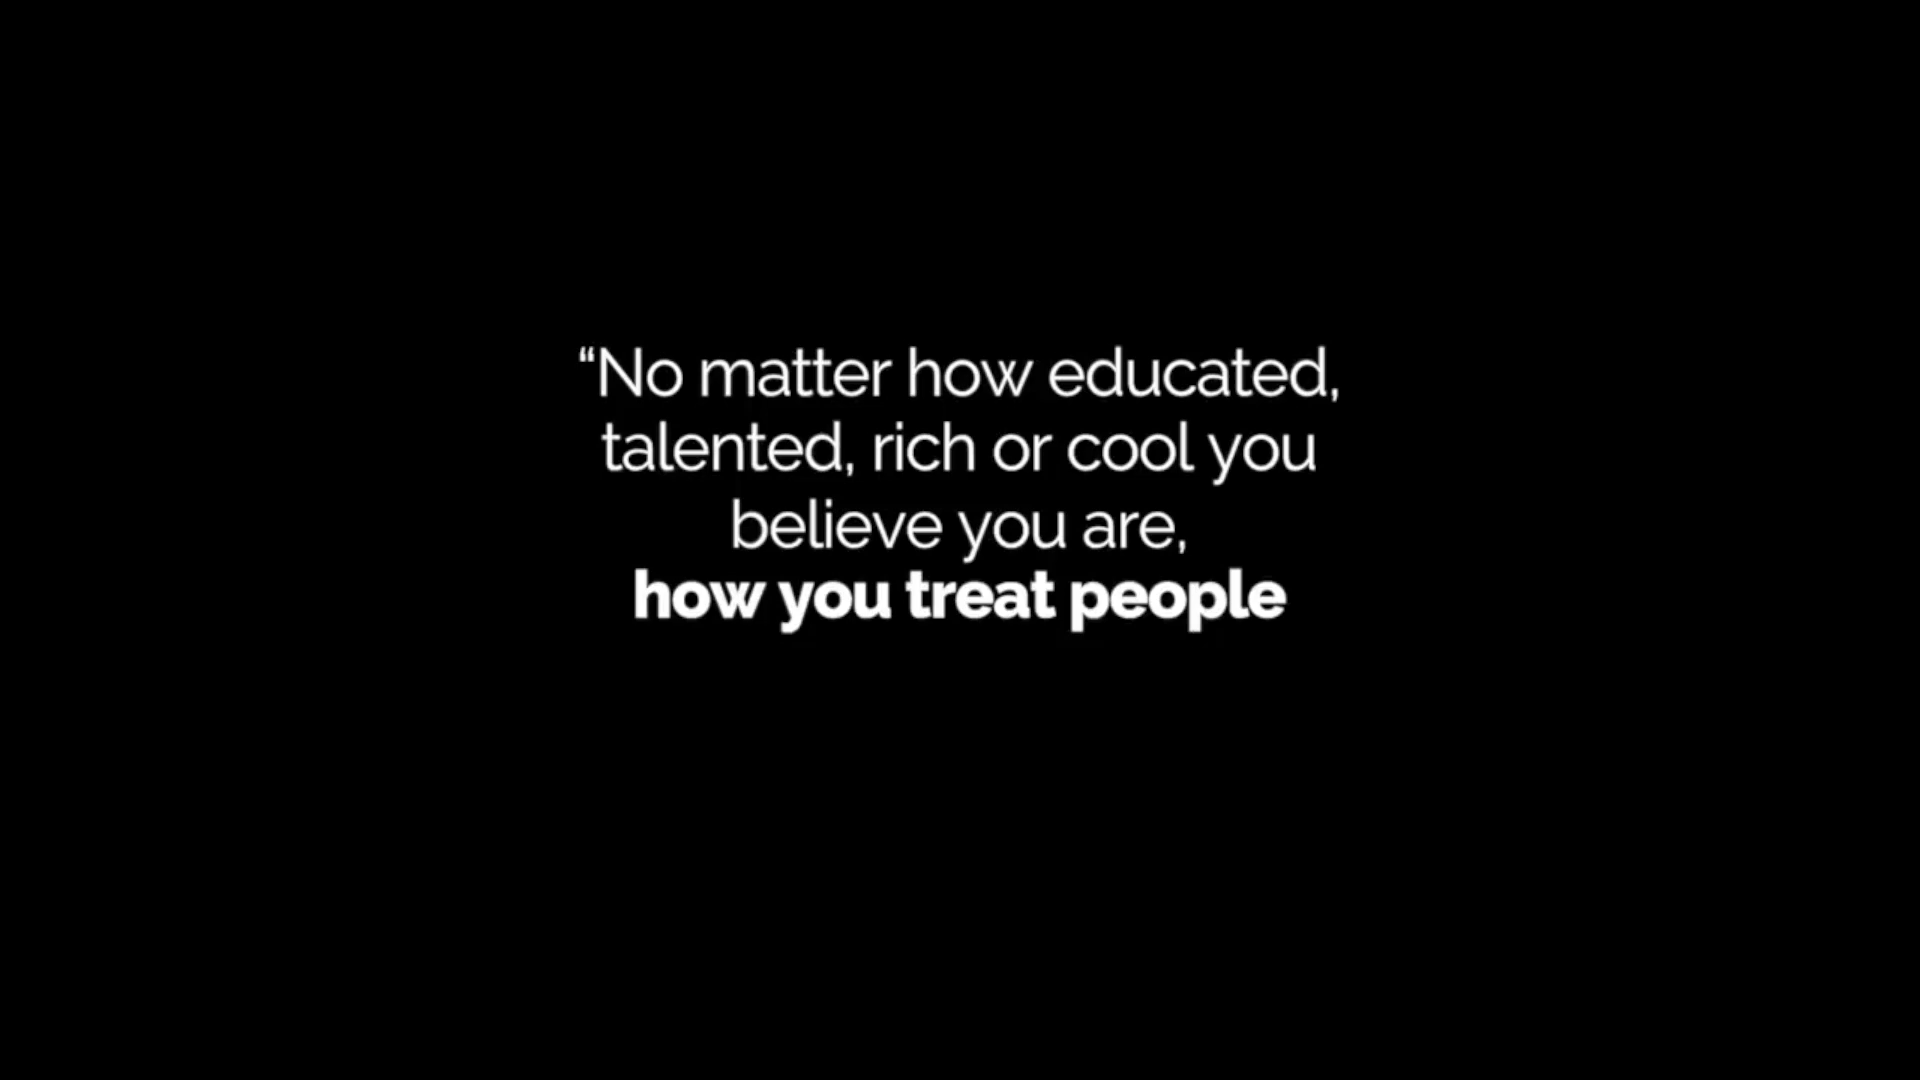 “No matter how educated,
talented, rich or cool you
believe you are,
how you treat people